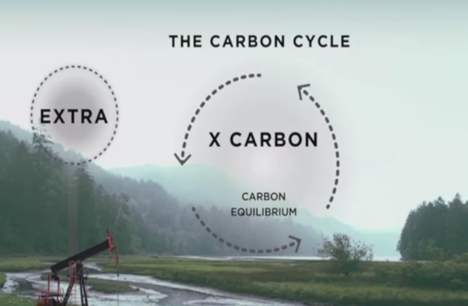 THE CARBON CYCLE
EXTRA
X CARBON
CARBON
EQUILIBRIUM